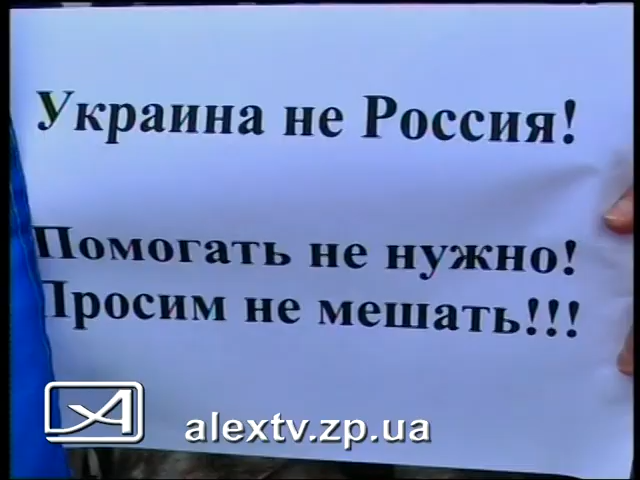 Украина не Россия!
Помогать не нужно!
Просим не мешать!!!
alextv.zp.ua